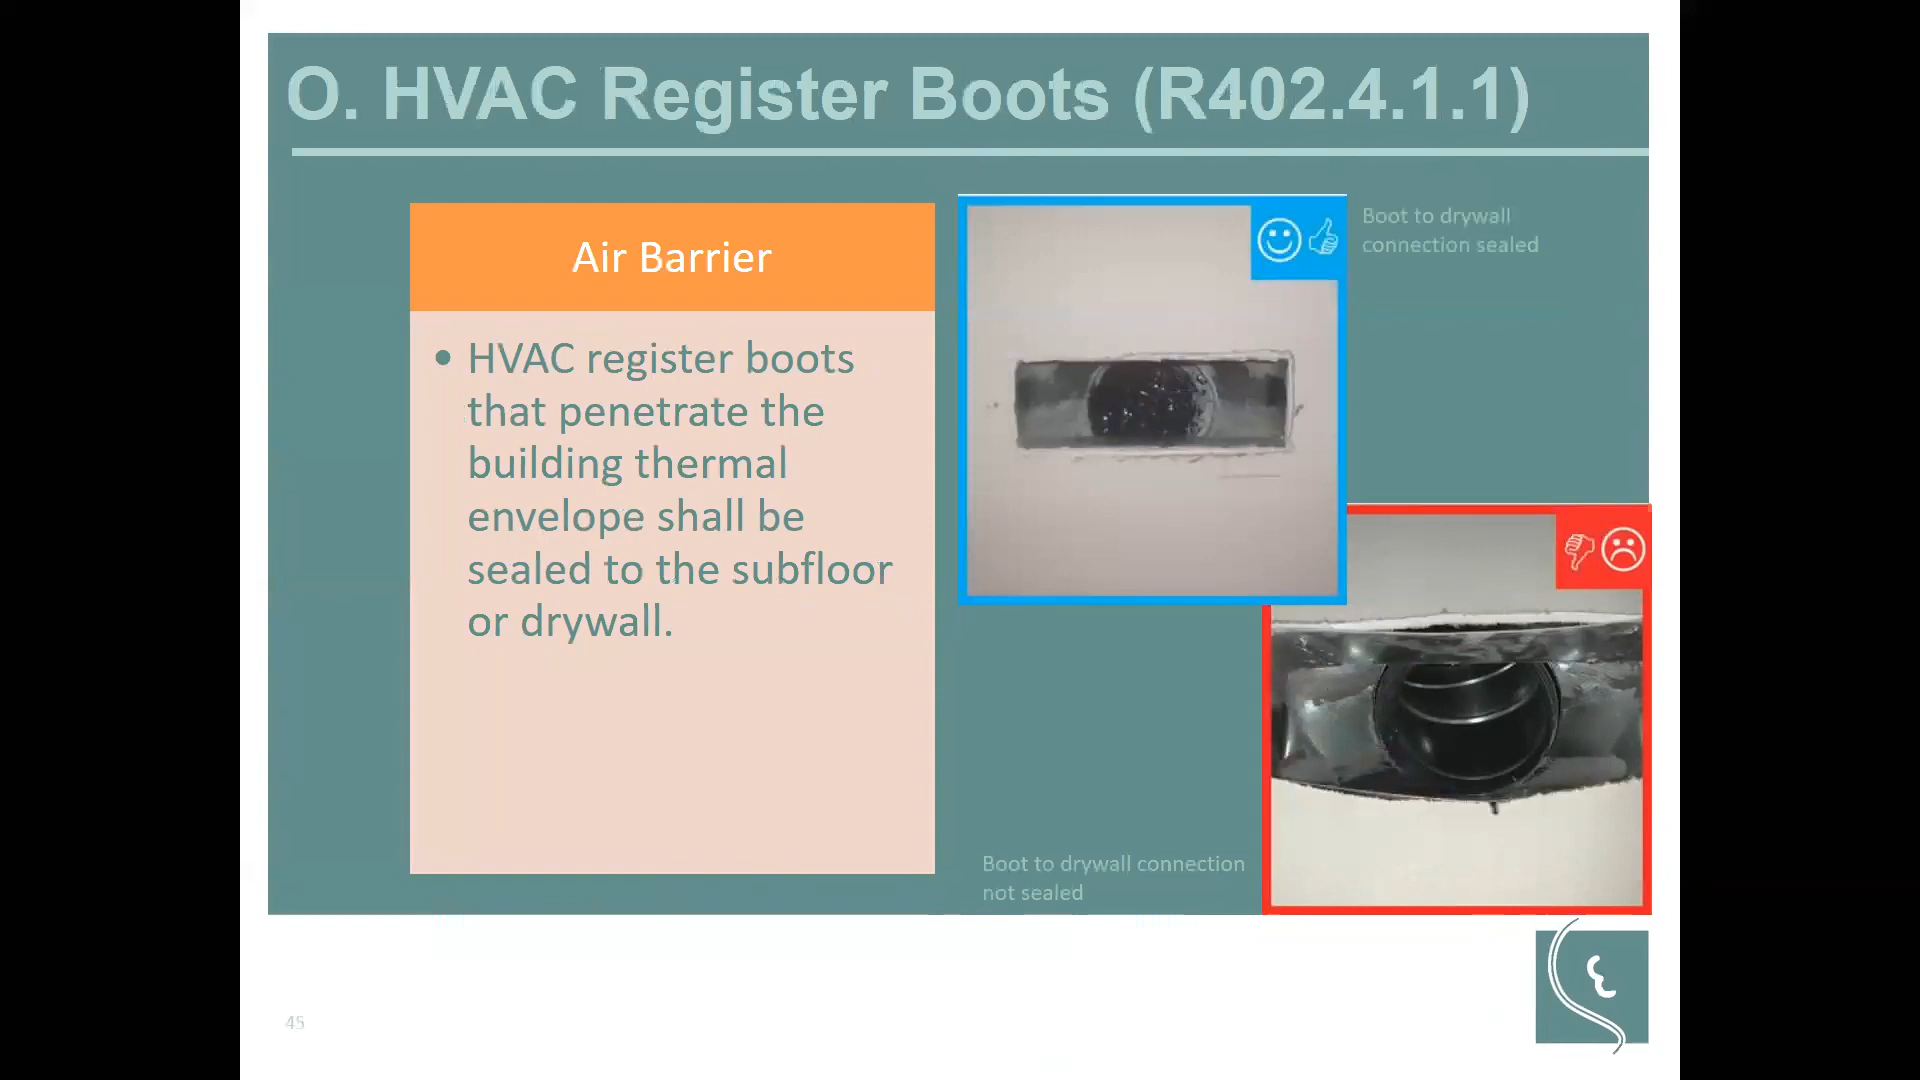 O. HVAC Register Boots (R402.4.1.1)
Air Barrier
• HVAC register boots
that penetrate the
building thermal
envelope shall be
sealed to the subfloor
or drywall.
Boot to drywall
connection sealed
Boot to drywall connection
not sealed
45